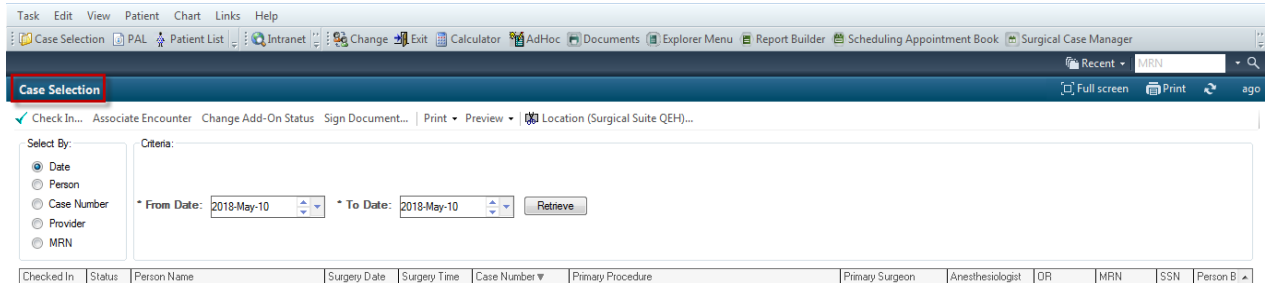 Task Edit View Patient Chart Links Help
Case Selection PAL Patient List Intranet Change Exit Calculator AdHoc Documents Explorer Menu Report Builder Scheduling Appointment Book Surgical Case Manager
Recent MRN
Case Selection Full screen Print ago
Check In... Associate Encounter Change Add-On Status Sign Document... Print Preview Location (Surgical Suite QEH)...
Select By: Criteria:
Date
Person
Case Number * From Date: 2018-May-10 * To Date: 2018-May-10 Retrieve
Provider
MRN
Checked In Status Person Name Surgery Date Surgery Time Case Number Primary Procedure Primary Surgeon Anesthesiologist OR MRN SSN Person B